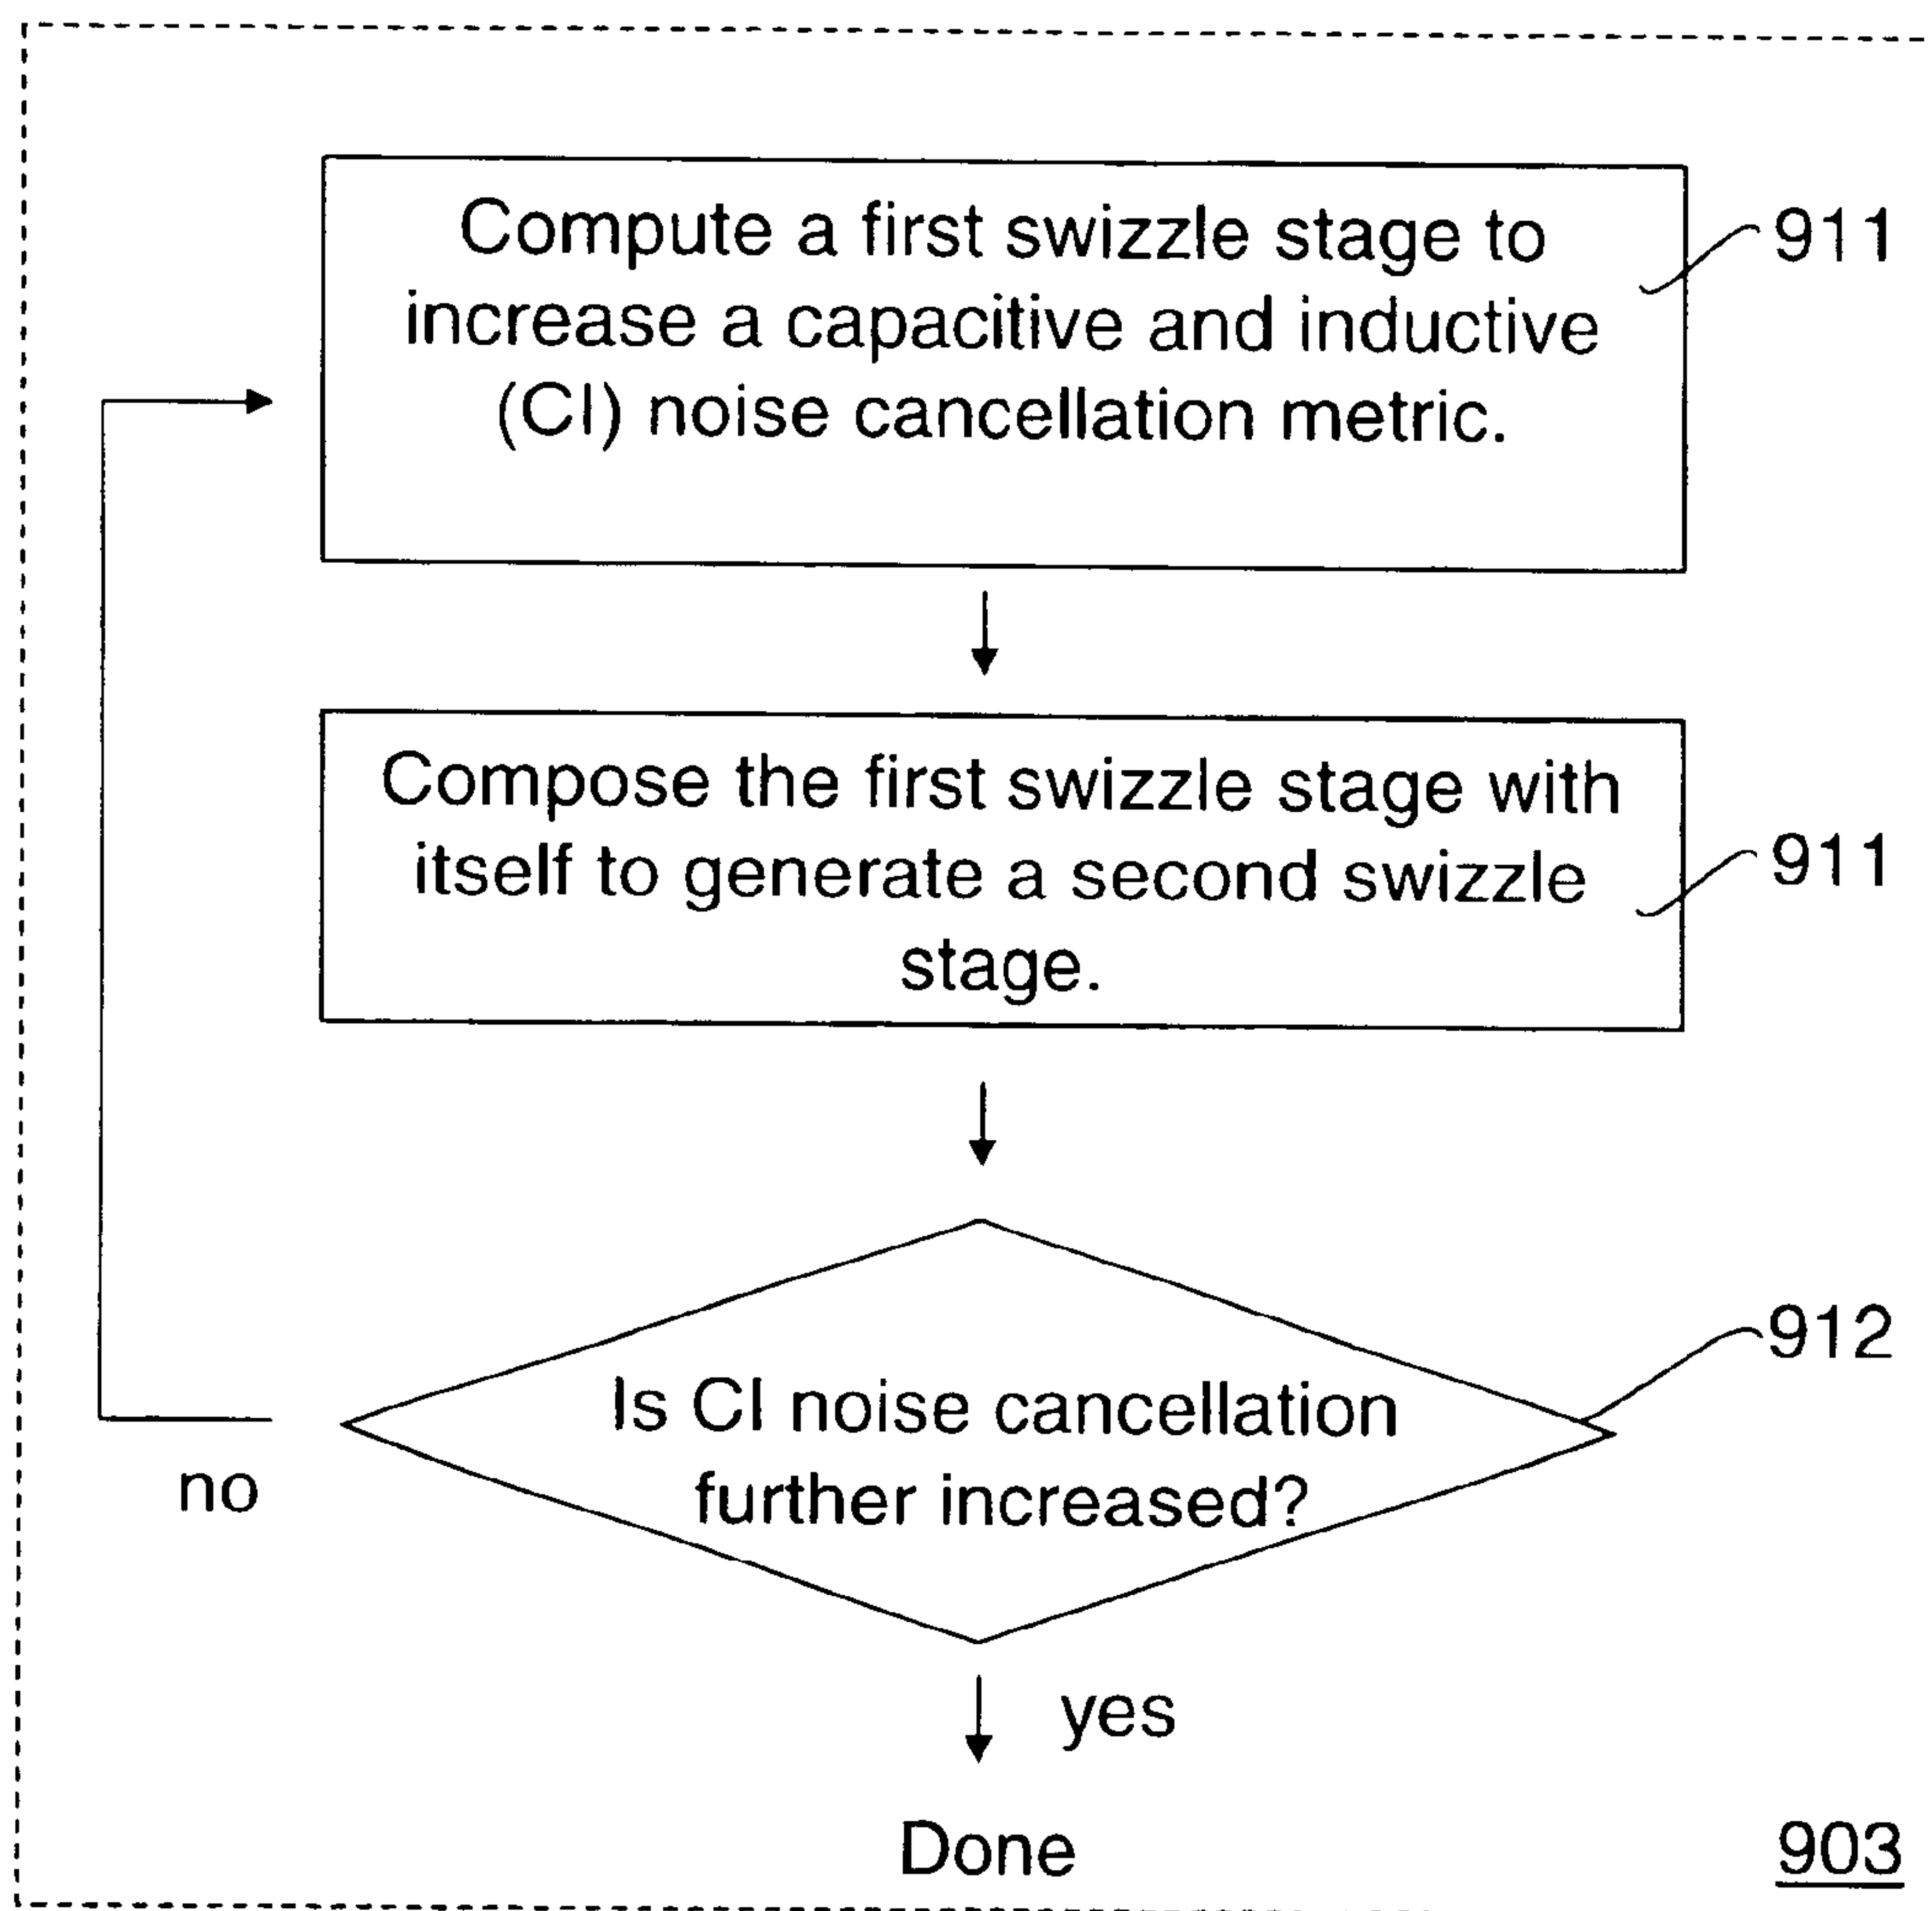 Compute a first swizzle stage to
increase a capacitive and inductive
(CI) noise cancellation metric.
911
Compose the first swizzle stage with
itself to generate a second swizzle
stage.
911
Is CI noise cancellation
further increased?
912
no
yes
Done
903